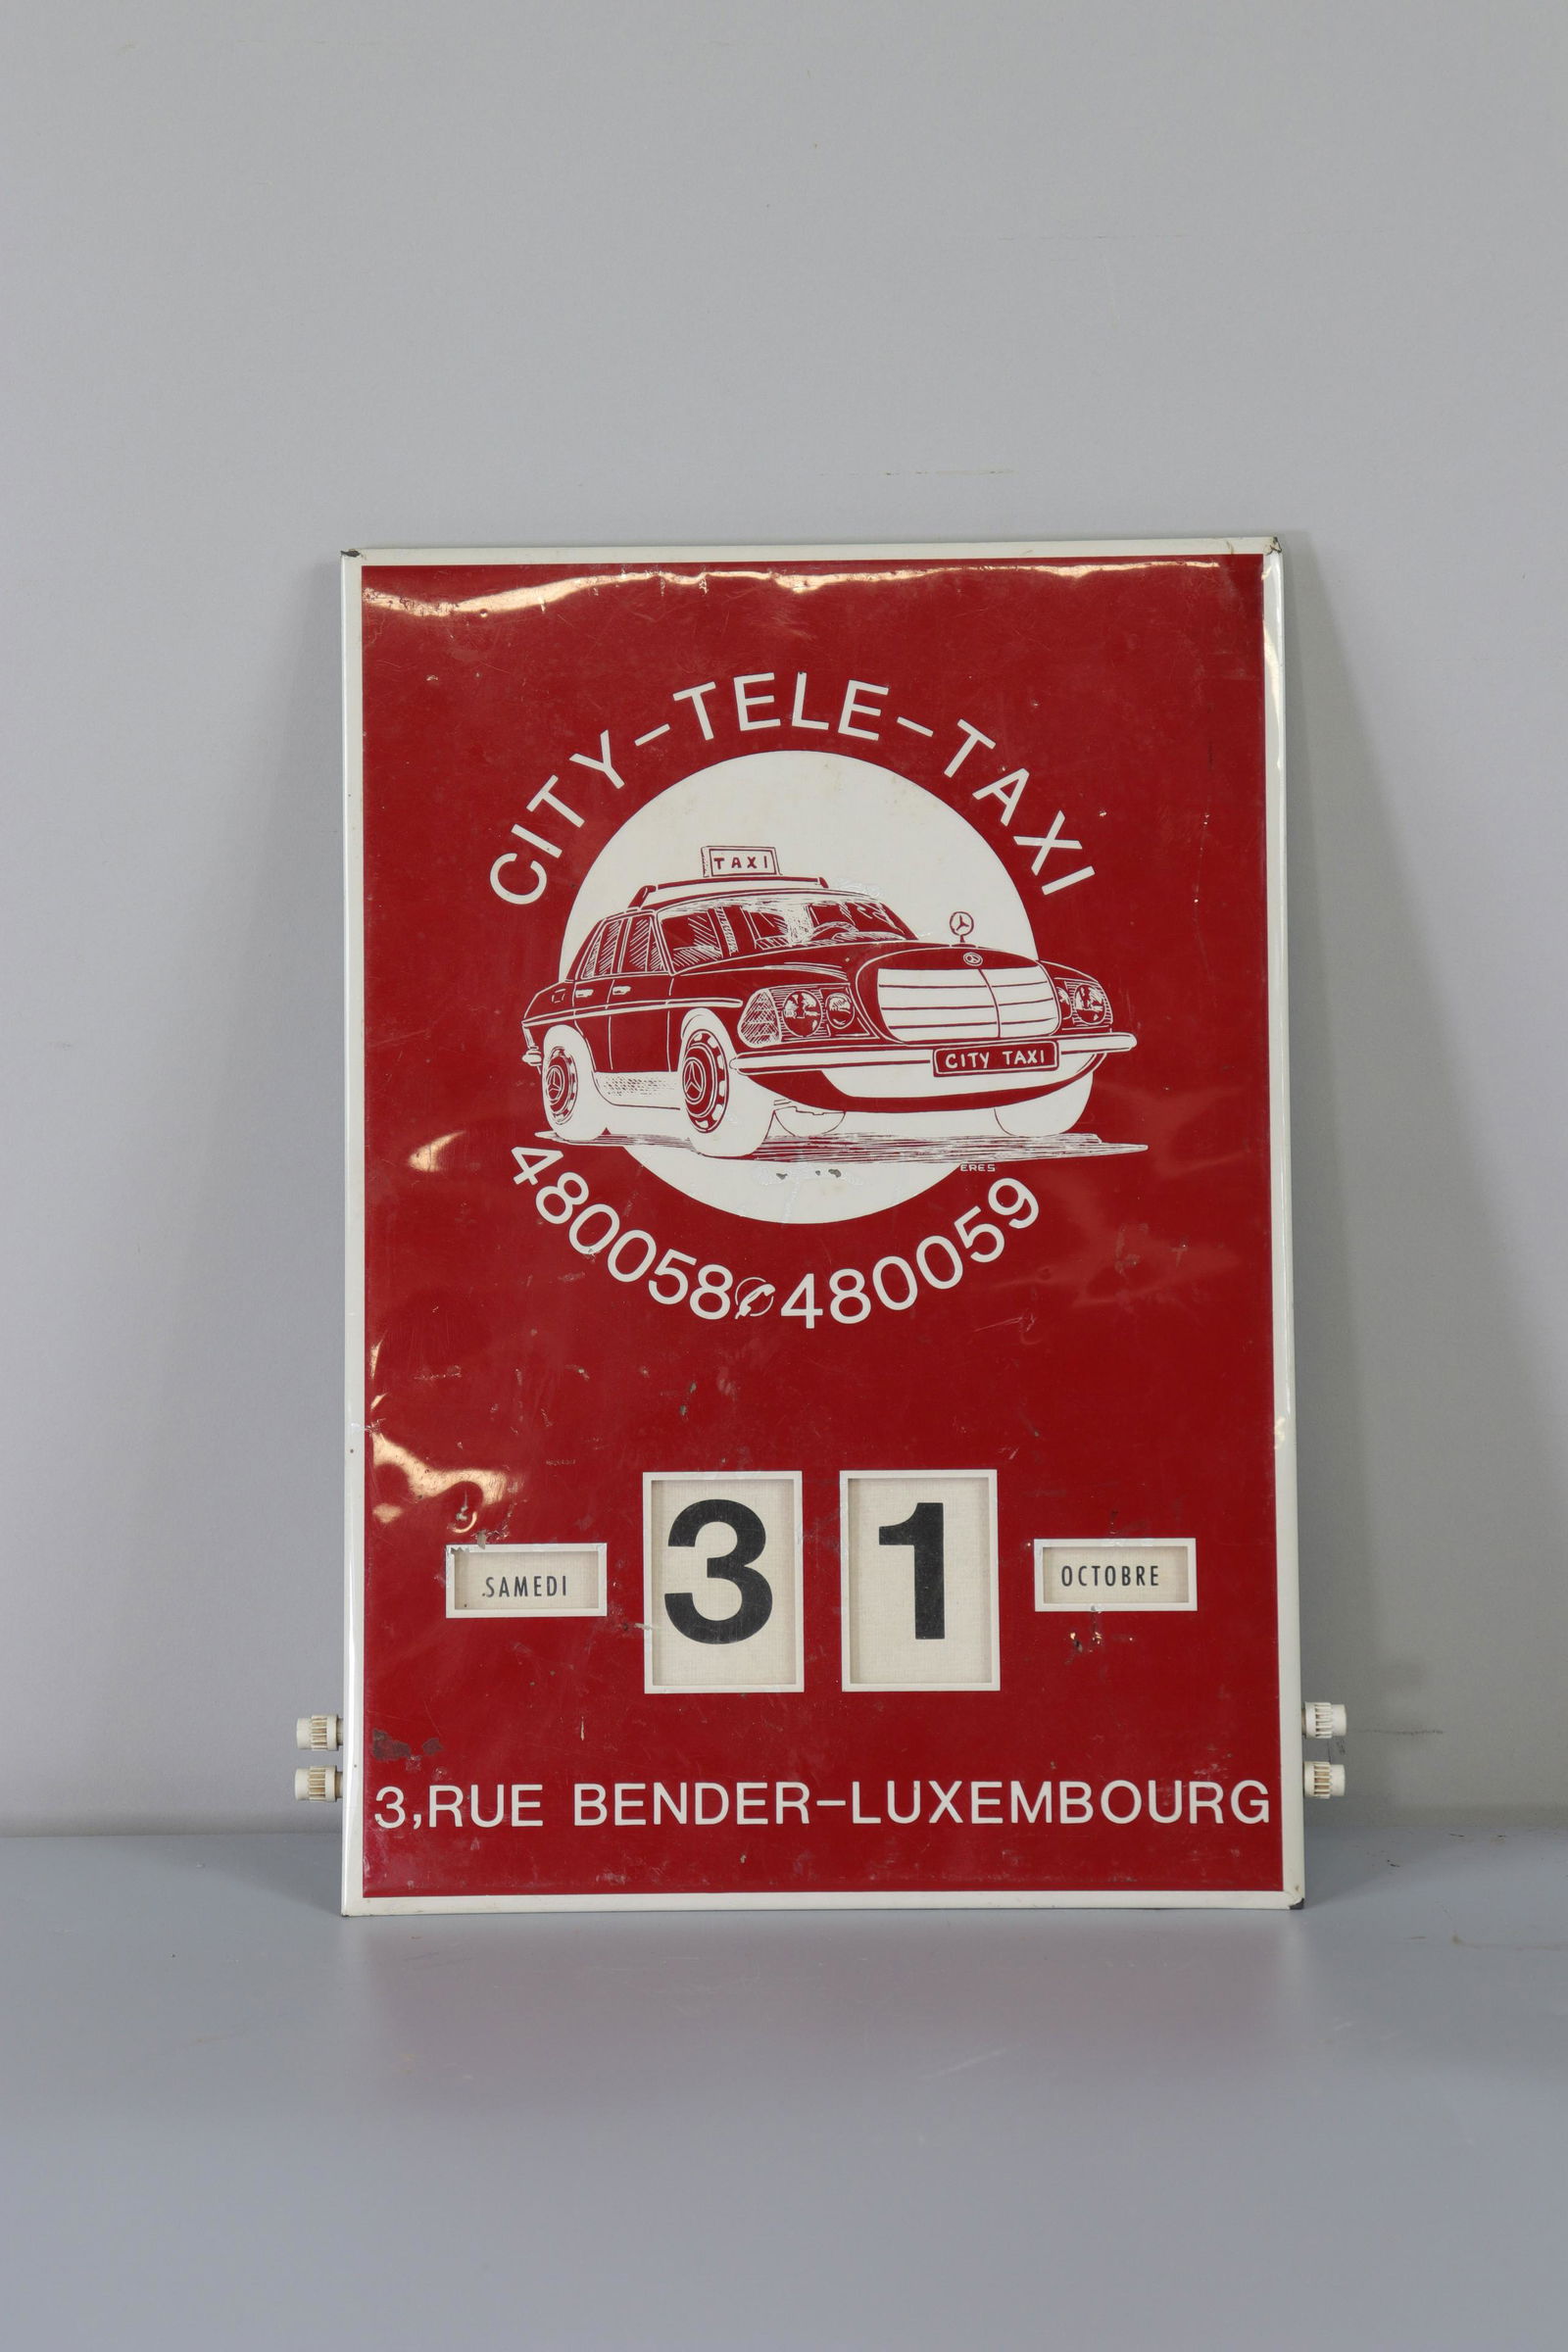 CITY-TELE-TAXI
TAXI
CITY TAXI
ERES
480058 480059
SAMEDI 31 OCTOBRE
3,RUE BENDER-LUXEMBOURG